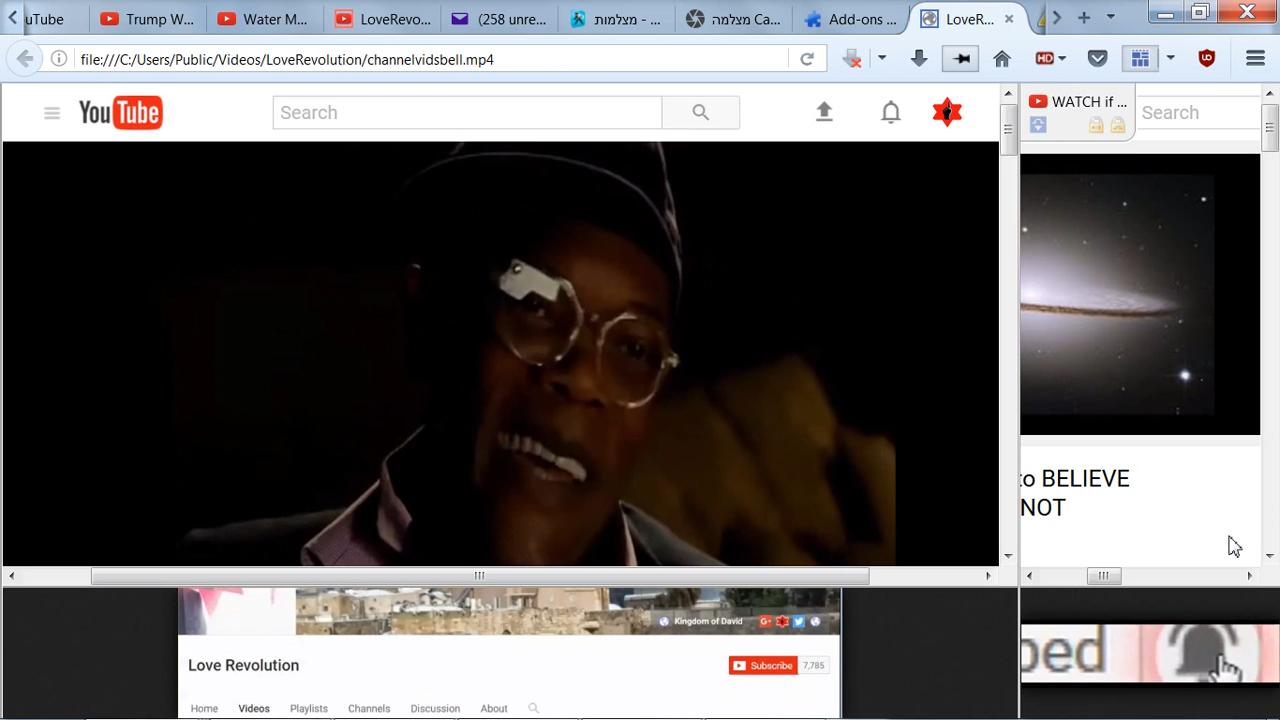 uTube
Trump W...
Water M...
LoveRevo...
(258 unre...
מצלמות - ...
מצלמה Ca...
Add-ons ...
LoveR...
file:///C:/Users/Public/Videos/LoveRevolution/channelvidsbell.mp4
HD
YouTube
Search
WATCH if ...
Search
to BELIEVE
NOT
Kingdom of David
Love Revolution
Subscribe 7,785
bed
Home Videos Playlists Channels Discussion About